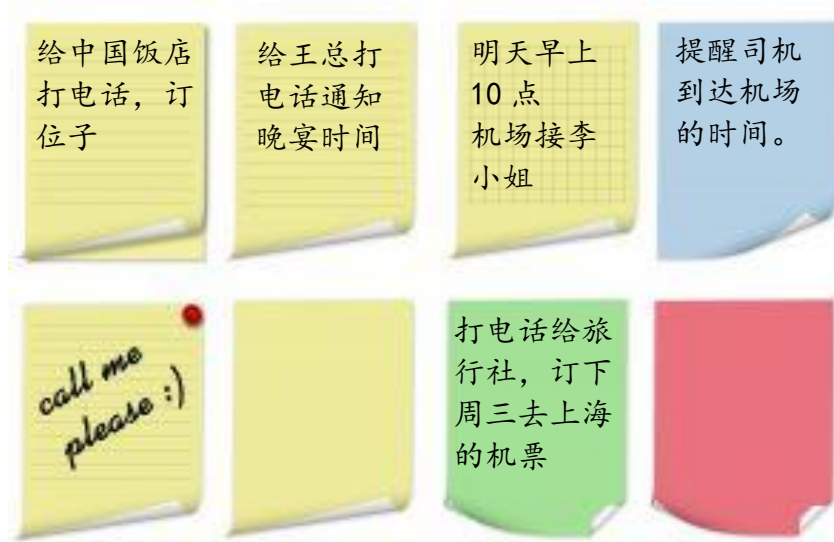 给中国饭店
打电话，订
位子
给王总打
电话通知
晚宴时间
明天早上
10点
机场接李
小姐
提醒司机
到达机场
的时间。
call me
please :)
打电话给旅
行社，订下
周三去上海
的机票